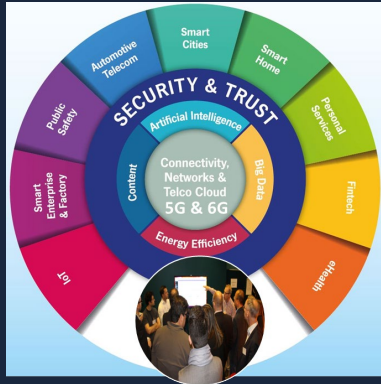 Smart
Cities
Automotive
Telecom
Smart
Home
Public
Safety
Personal
Services
Smart
Enterprise
& Factory
Fintech
IoT
eHealth
SECURITY & TRUST
Artificial Intelligence
Content
Big Data
Energy Efficiency
Connectivity,
Networks &
Telco Cloud
5G & 6G